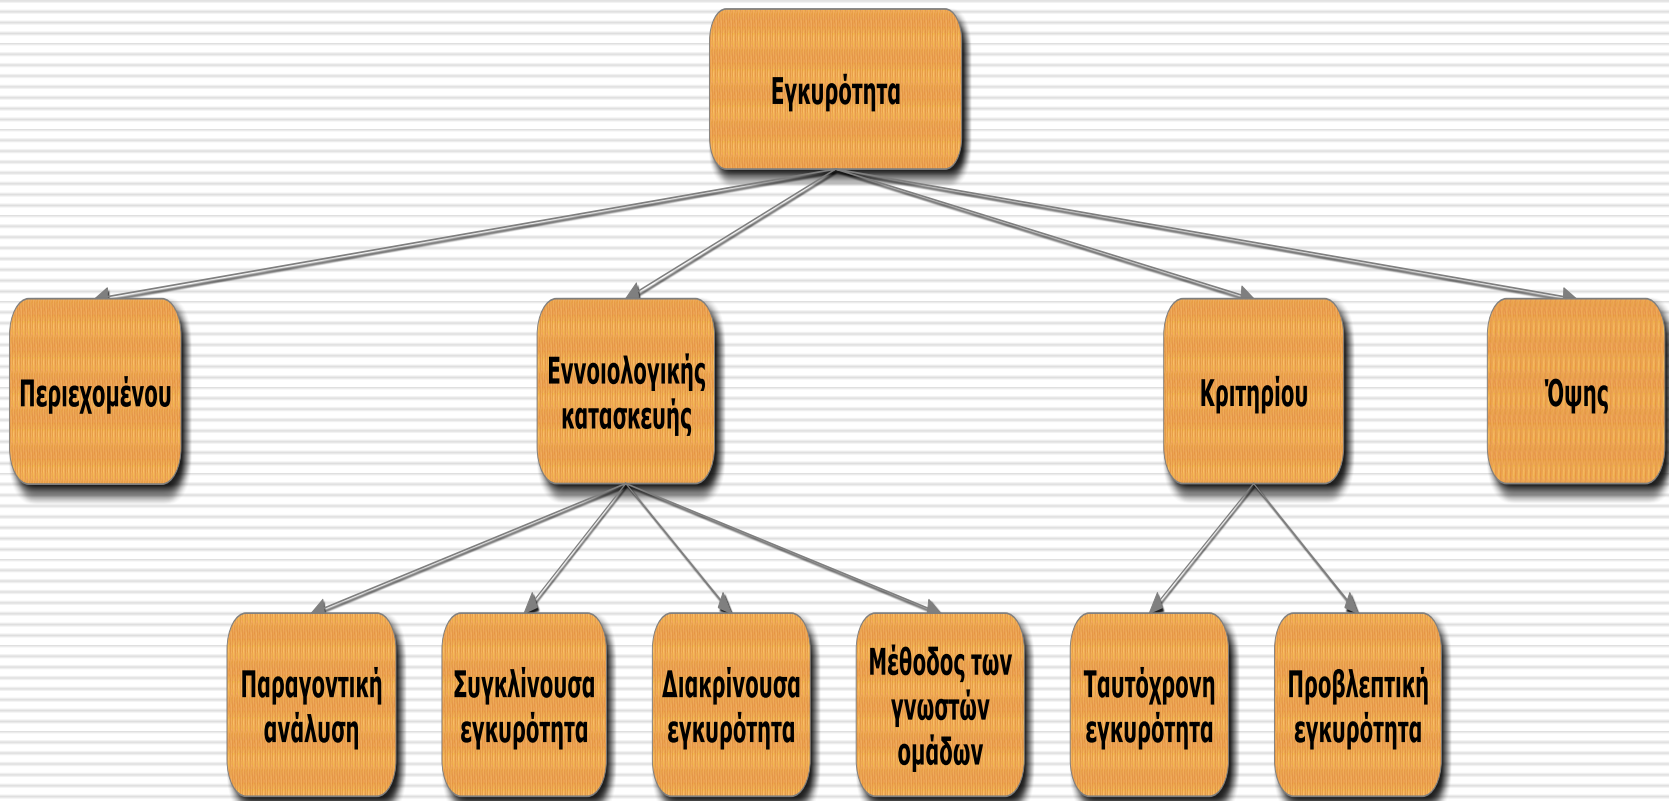 Εγκυρότητα
Περιεχομένου
Εννοιολογικής
κατασκευής
Κριτηρίου
Όψης
Παραγοντική
ανάλυση
Συγκλίνουσα
εγκυρότητα
Διακρίνουσα
εγκυρότητα
Μέθοδος των
γνωστών
ομάδων
Ταυτόχρονη
εγκυρότητα
Προβλεπτική
εγκυρότητα